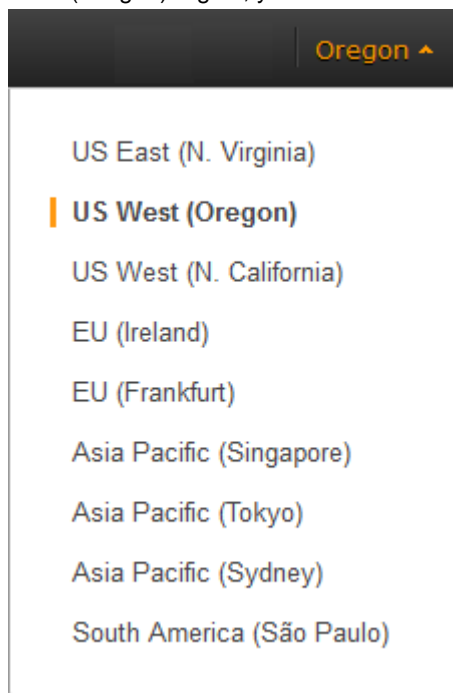 Oregon
US East (N. Virginia)
US West (Oregon)
US West (N. California)
EU (Ireland)
EU (Frankfurt)
Asia Pacific (Singapore)
Asia Pacific (Tokyo)
Asia Pacific (Sydney)
South America (São Paulo)